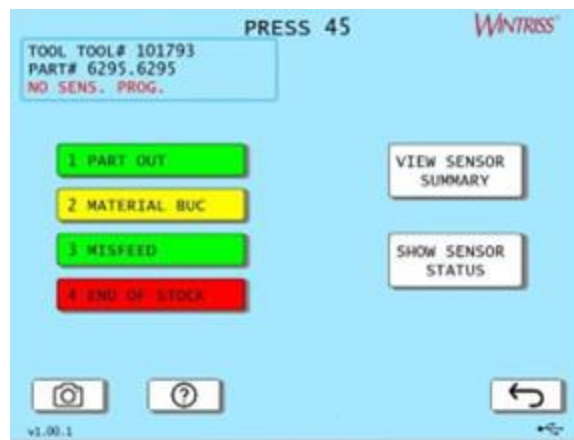 PRESS 45
WINTRISS
TOOL TOOL# 101793
PART# 6295.6295
NO SENS. PROG.
1 PART OUT
VIEW SENSOR
SUMMARY
2 MATERIAL BUC
3 MISFEED
SHOW SENSOR
STATUS
4 END OF STOCK
v1.00.1